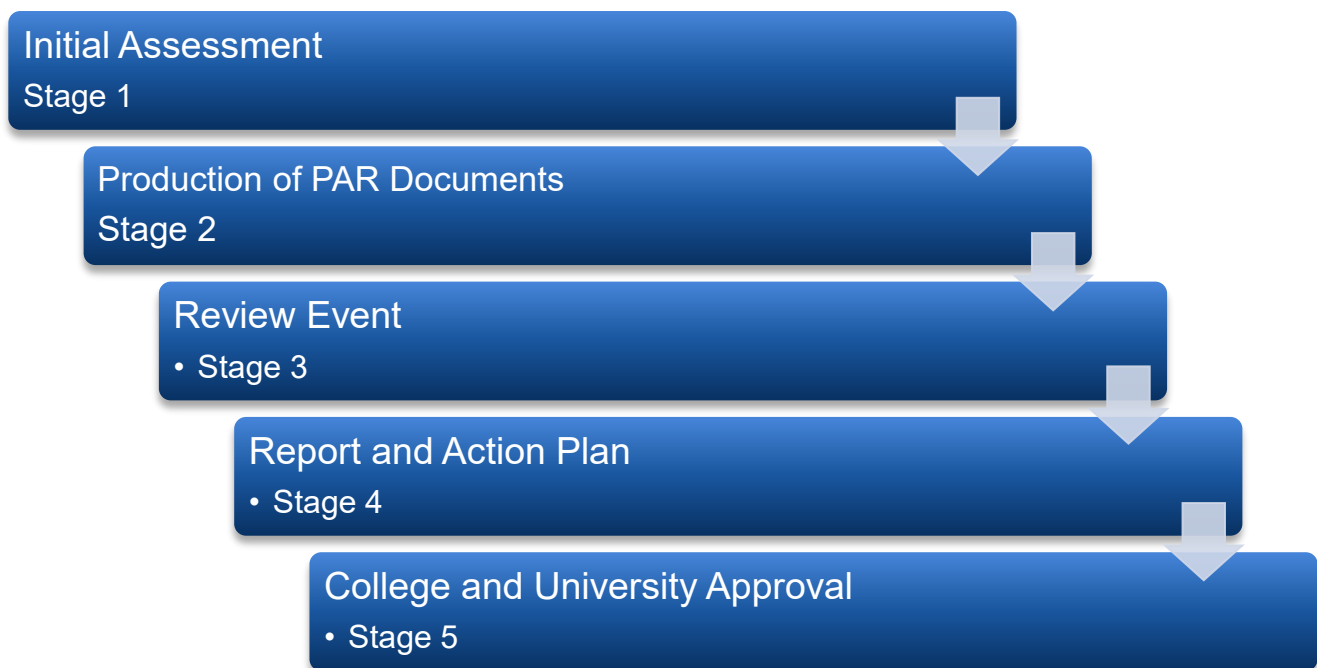 Initial Assessment
Stage 1
Production of PAR Documents
Stage 2
Review Event
• Stage 3
Report and Action Plan
• Stage 4
College and University Approval
• Stage 5